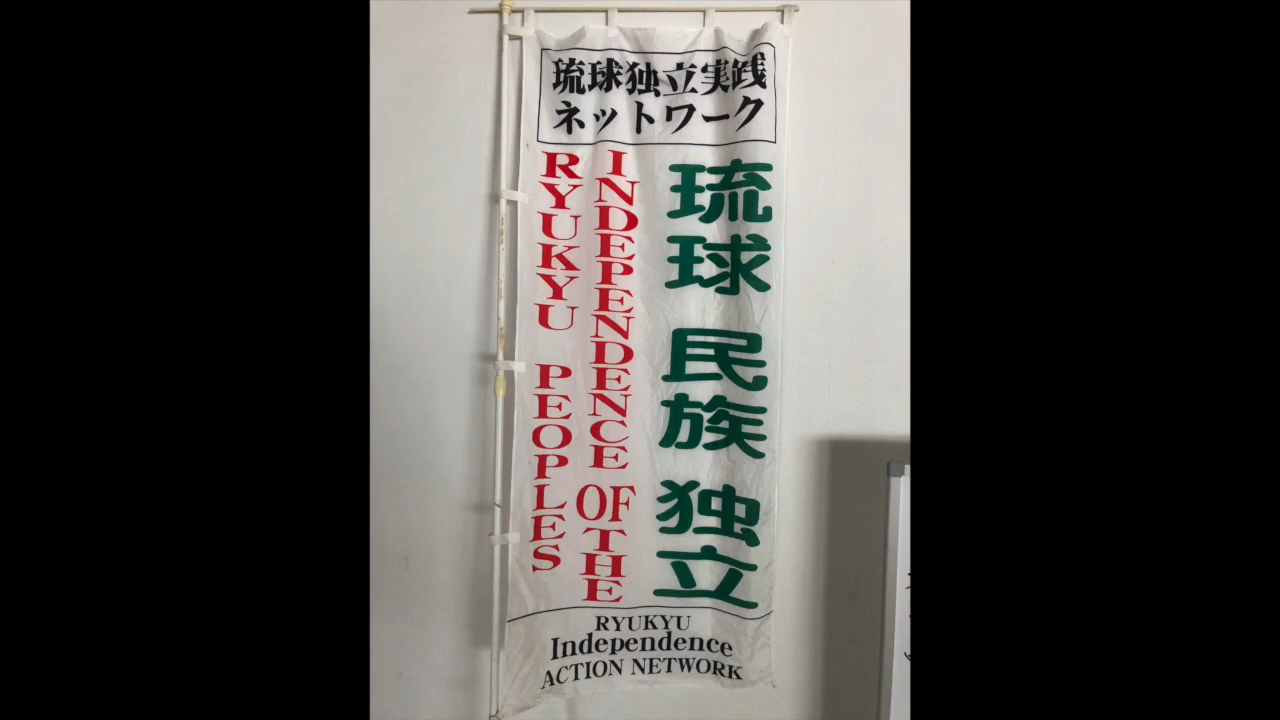 琉球独立実践
ネットワーク
琉球 民族 独立
INDEPENDENCE OF THE
RYUKYU PEOPLES
RYUKYU
Independence
ACTION NETWORK